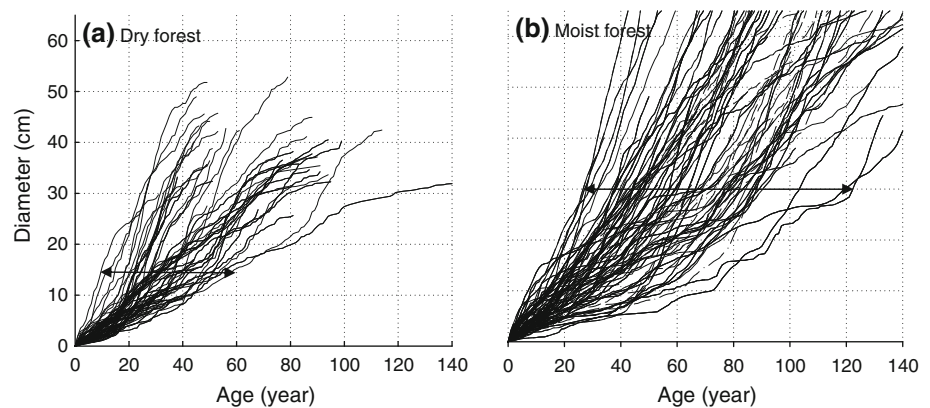 (a) Dry forest
(b) Moist forest
Diameter (cm)
60
50
40
30
20
10
0
0 20 40 60 80 100 120 140
0 20 40 60 80 100 120 140
Age (year)
Age (year)